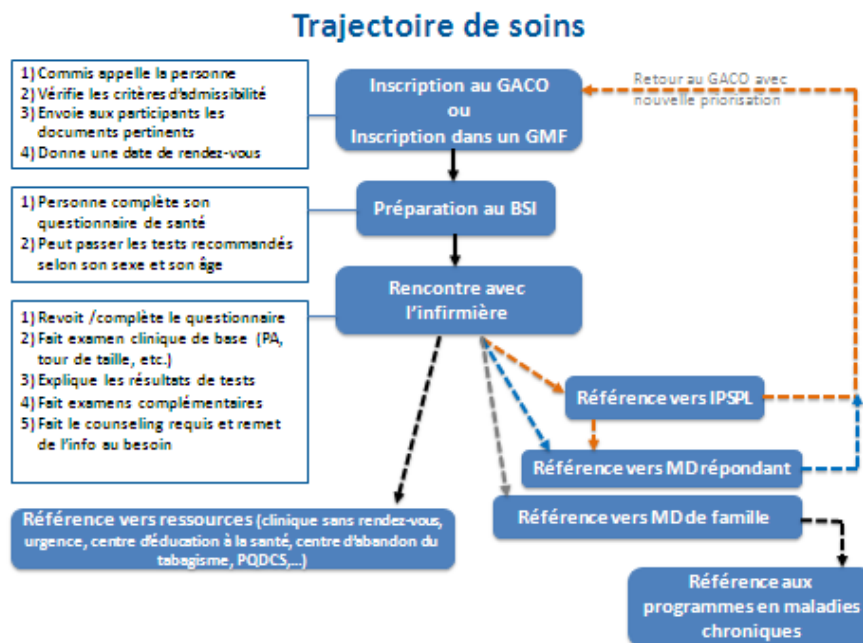 Trajectoire de soins
1) Commis appelle la personne
2) Vérifie les critères d'admissibilité
3) Envoie aux participants les
documents pertinents
4) Donne une date de rendez-vous
Inscription au GACO
ou
Inscription dans un GMF
Retour au GACO avec
nouvelle priorisation
1) Personne complète son
questionnaire de santé
2) Peut passer les tests recommandés
selon son sexe et son âge
Préparation au BSI
Rencontre avec
l'infirmière
1) Revoit /complète le questionnaire
2) Fait examen clinique de base (PA,
tour de taille, etc.)
3) Explique les résultats de tests
4) Fait examens complémentaires
5) Fait le counseling requis et remet
de l'info au besoin
Référence vers IPSPL
Référence vers MD répondant
Référence vers MD de famille
Référence vers ressources (clinique sans rendez-vous,
urgence, centre d'éducation à la santé, centre d'abandon du
tabagisme, PQDCS,...)
Référence aux
programmes en maladies
chroniques